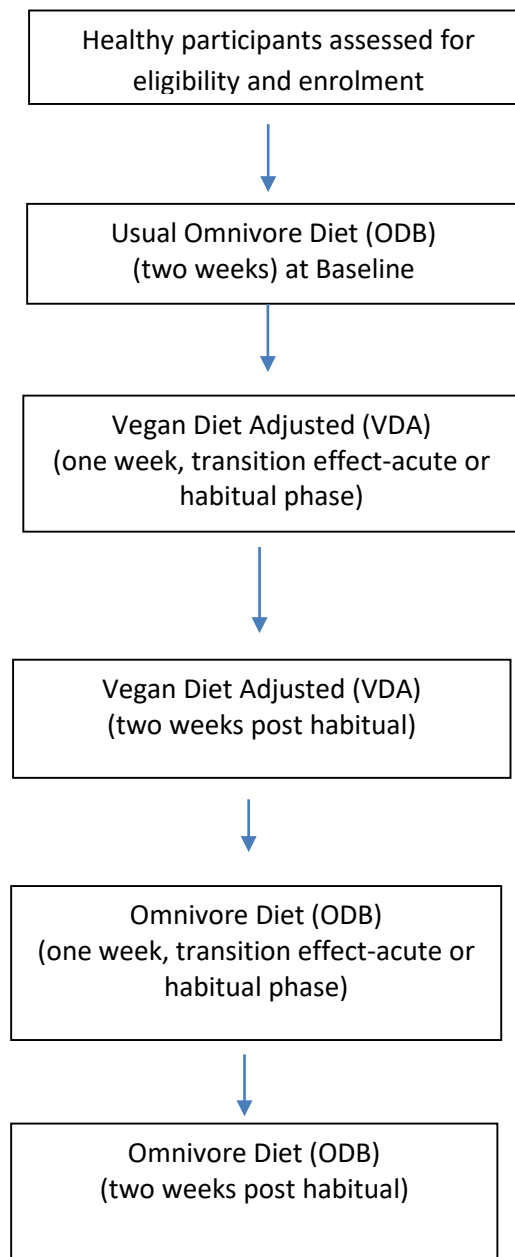 Healthy participants assessed for
eligibility and enrolment
Usual Omnivore Diet (ODB)
(two weeks) at Baseline
Vegan Diet Adjusted (VDA)
(one week, transition effect-acute or
habitual phase)
Vegan Diet Adjusted (VDA)
(two weeks post habitual)
Omnivore Diet (ODB)
(one week, transition effect-acute or
habitual phase)
Omnivore Diet (ODB)
(two weeks post habitual)